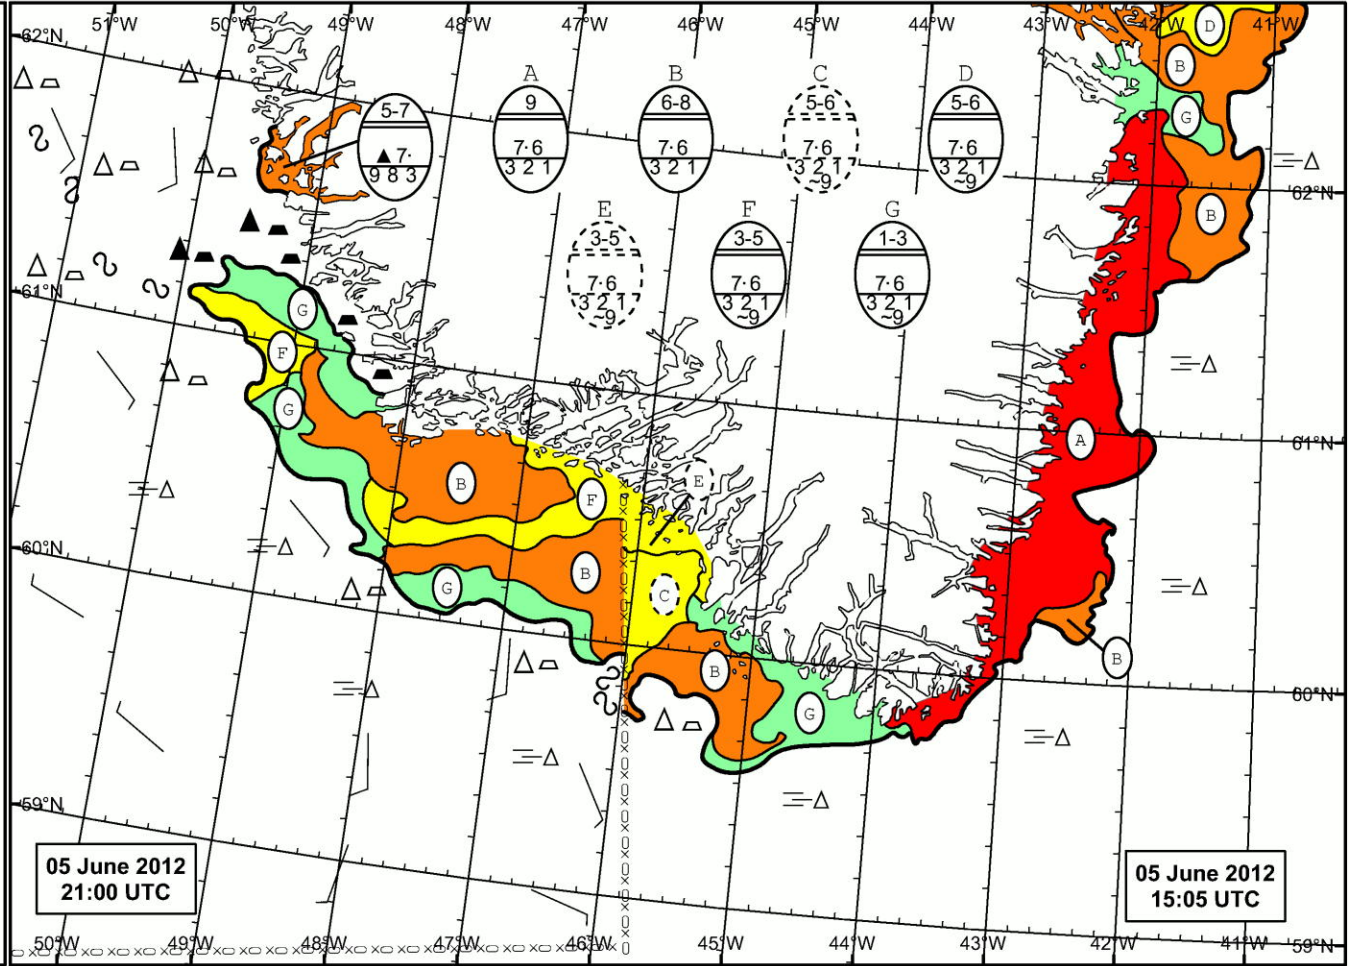 51°W 50°W 49°W 48°W 47°W 46°W 45°W 44°W 43°W 42°W 41°W
62°N
D
B
G
A B C D
5-7
▲ 7·
9 8 3
9
7·6
3 2 1
6-8
7·6
3 2 1
5-6
7·6
3 2 1
~9
5-6
7·6
3 2 1
~9
62°N
B
E F G
3-5
7·6
3 2 1
~9
3-5
7·6
3 2 1
~9
1-3
7·6
3 2 1
~9
61°N
G
F
G
A
61°N
B
F
E
60°N
B
G
C
B
B
G
60°N
59°N
05 June 2012
21:00 UTC
05 June 2012
15:05 UTC
50°W 49°W 48°W 47°W 46°W 45°W 44°W 43°W 42°W 41°W 59°N